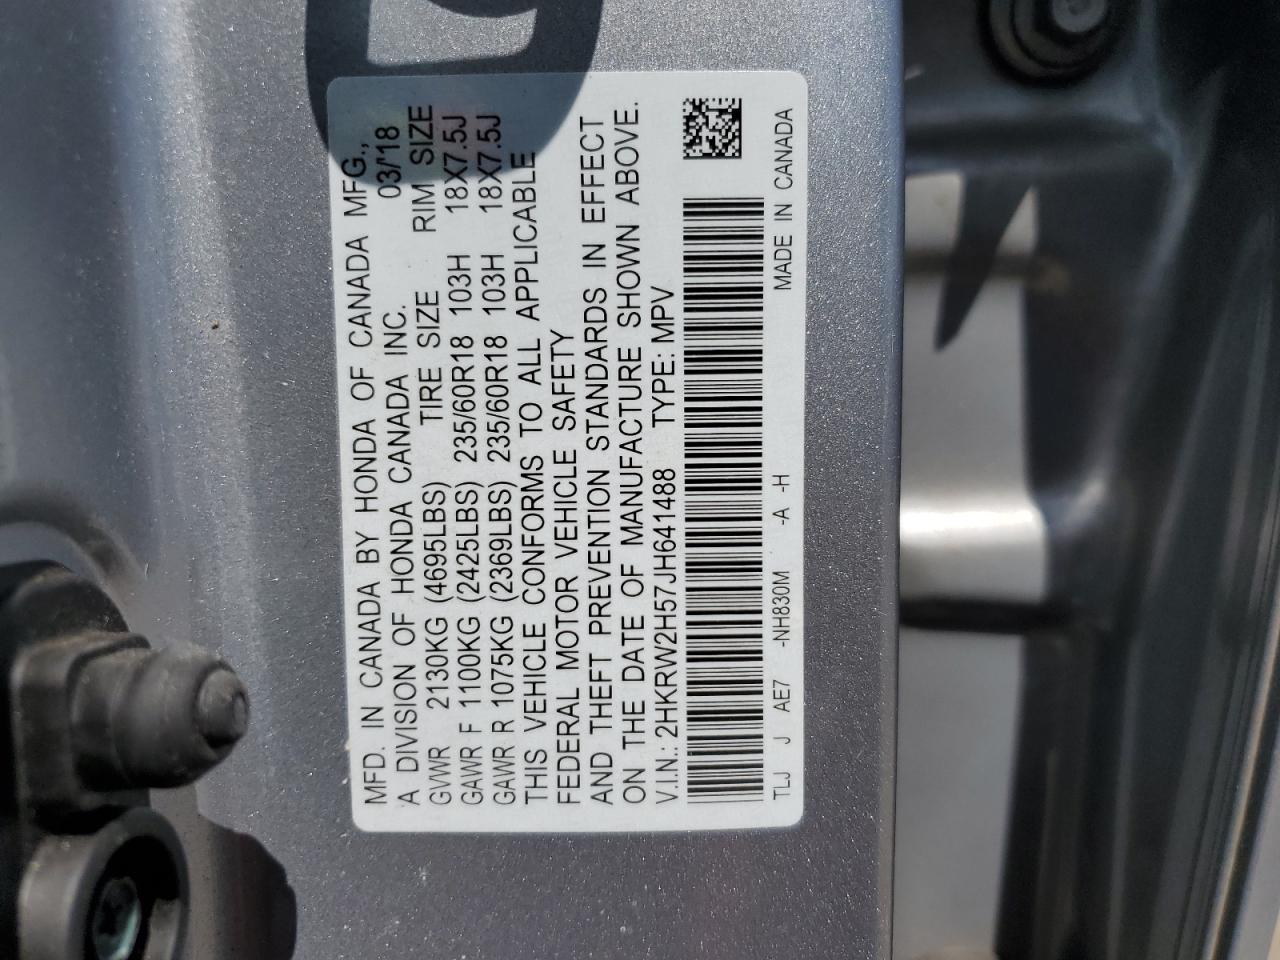 MFD. IN CANADA BY HONDA OF CANADA MFG.,
A DIVISION OF HONDA CANADA INC. 03/'18
GVWR 2130KG (4695LBS) TIRE SIZE RIM SIZE
GAWR F 1100KG (2425LBS) 235/60R18 103H 18X7.5J
GAWR R 1075KG (2369LBS) 235/60R18 103H 18X7.5J
THIS VEHICLE CONFORMS TO ALL APPLICABLE
FEDERAL MOTOR VEHICLE SAFETY
AND THEFT PREVENTION STANDARDS IN EFFECT
ON THE DATE OF MANUFACTURE SHOWN ABOVE.
V.I.N.: 2HKRW2H57JH641488 TYPE: MPV
TLJ J AE7 -NH830M -A -H MADE IN CANADA